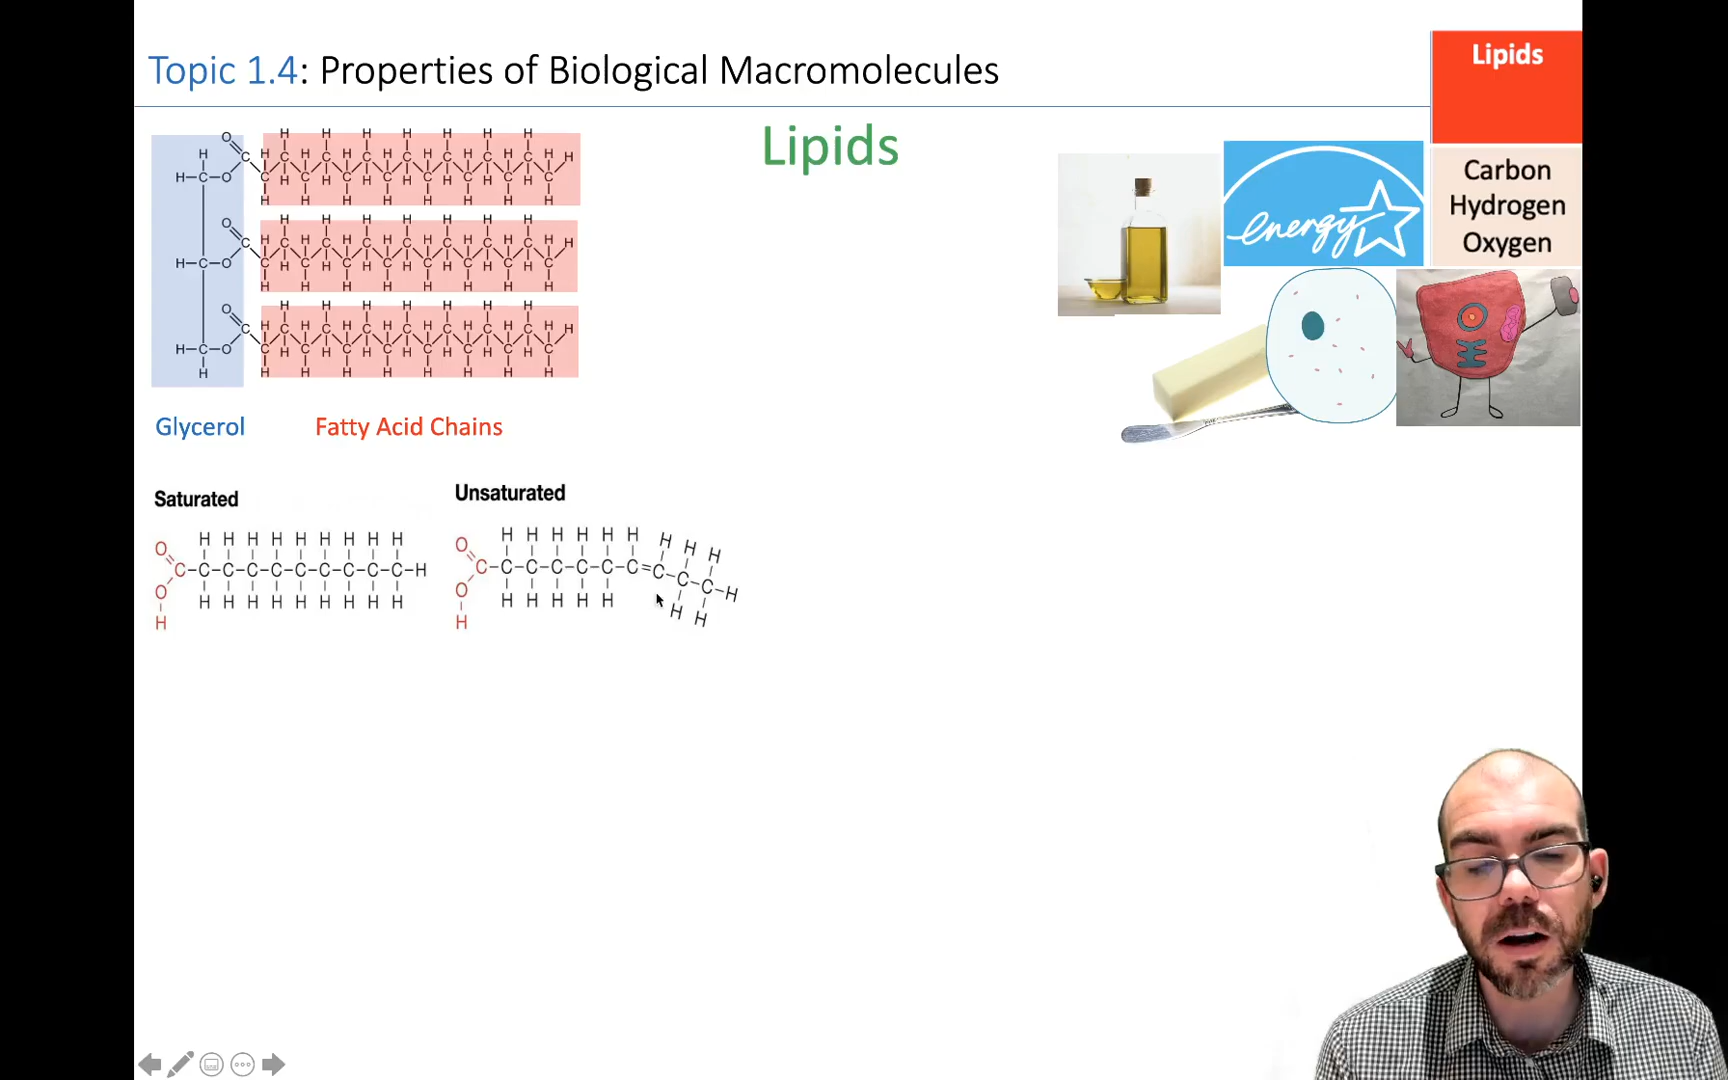 Topic 1.4: Properties of Biological Macromolecules
Lipids
Lipids
Carbon
Hydrogen
Oxygen
energy
Glycerol
Fatty Acid Chains
Saturated
Unsaturated